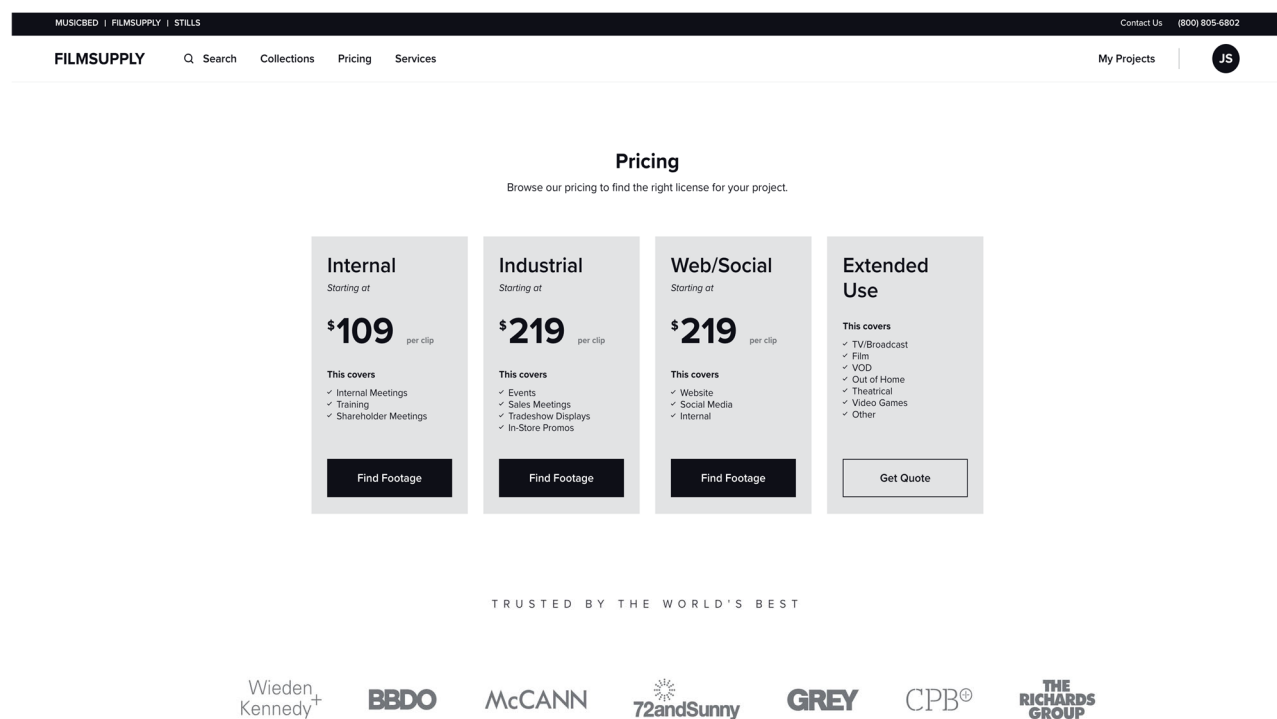 MUSICBED | FILMSUPPLY | STILLS
Contact Us (800) 805-6802
FILMSUPPLY
Search Collections Pricing Services
My Projects JS
Pricing
Browse our pricing to find the right license for your project.
Internal
Starting at
$109 per clip
This covers
Internal Meetings
Training
Shareholder Meetings
Find Footage
Industrial
Starting at
$219 per clip
This covers
Events
Sales Meetings
Tradeshow Displays
In-Store Promos
Find Footage
Web/Social
Starting at
$219 per clip
This covers
Website
Social Media
Internal
Find Footage
Extended
Use
This covers
TV/Broadcast
Film
VOD
Out of Home
Theatrical
Video Games
Other
Get Quote
TRUSTED BY THE WORLD'S BEST
Wieden
Kennedy+
BBDO
McCANN
72andSunny
GREY
CPB+
THE
RICHARDS
GROUP